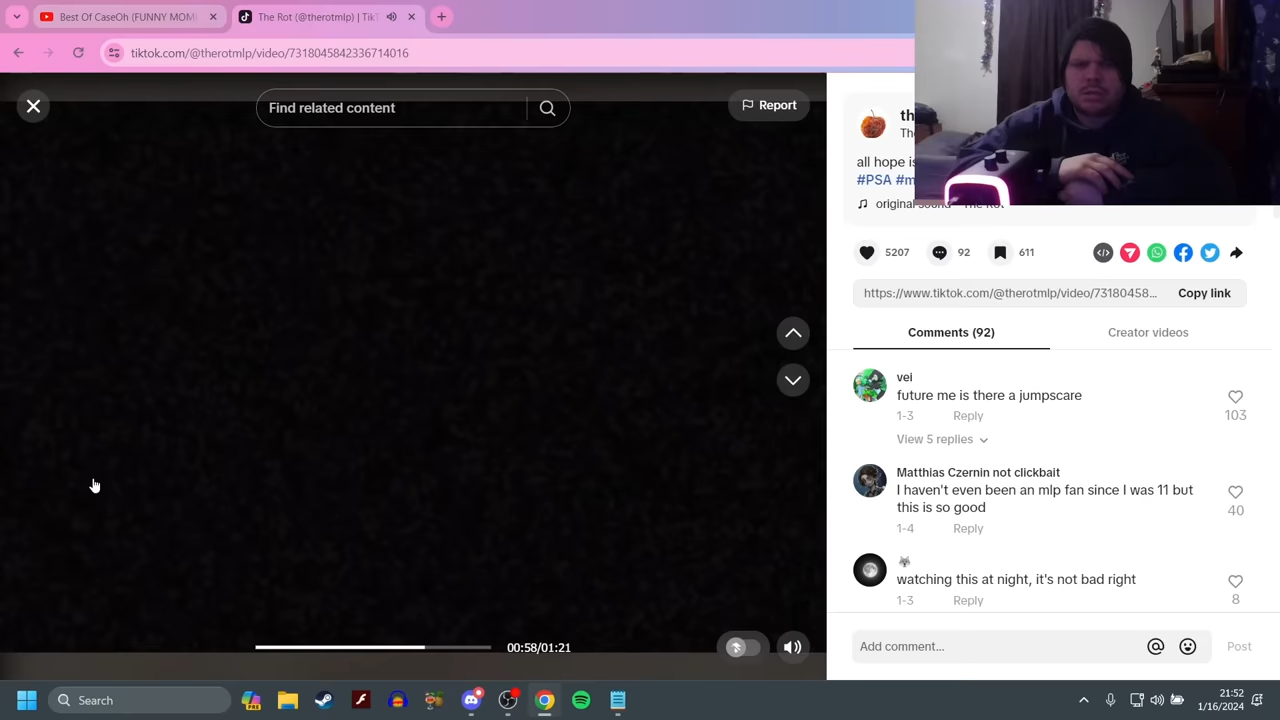 Best Of CaseOh (FUNNY MOM
The Rot (@therotmlp) | Tik
tiktok.com/@therotmlp/video/7318045842336714016
Find related content
Report
th
Th
all hope is
#PSA #m
original sound - The Rot
5207
92
611
https://www.tiktok.com/@therotmlp/video/73180458...
Copy link
Comments (92)
Creator videos
vei
future me is there a jumpscare
1-3
Reply
103
View 5 replies
Matthias Czernin not clickbait
I haven't even been an mlp fan since I was 11 but
this is so good
1-4
Reply
40
watching this at night, it's not bad right
1-3
Reply
8
00:58/01:21
Add comment...
Post
Search
PRE
21:52
1/16/2024